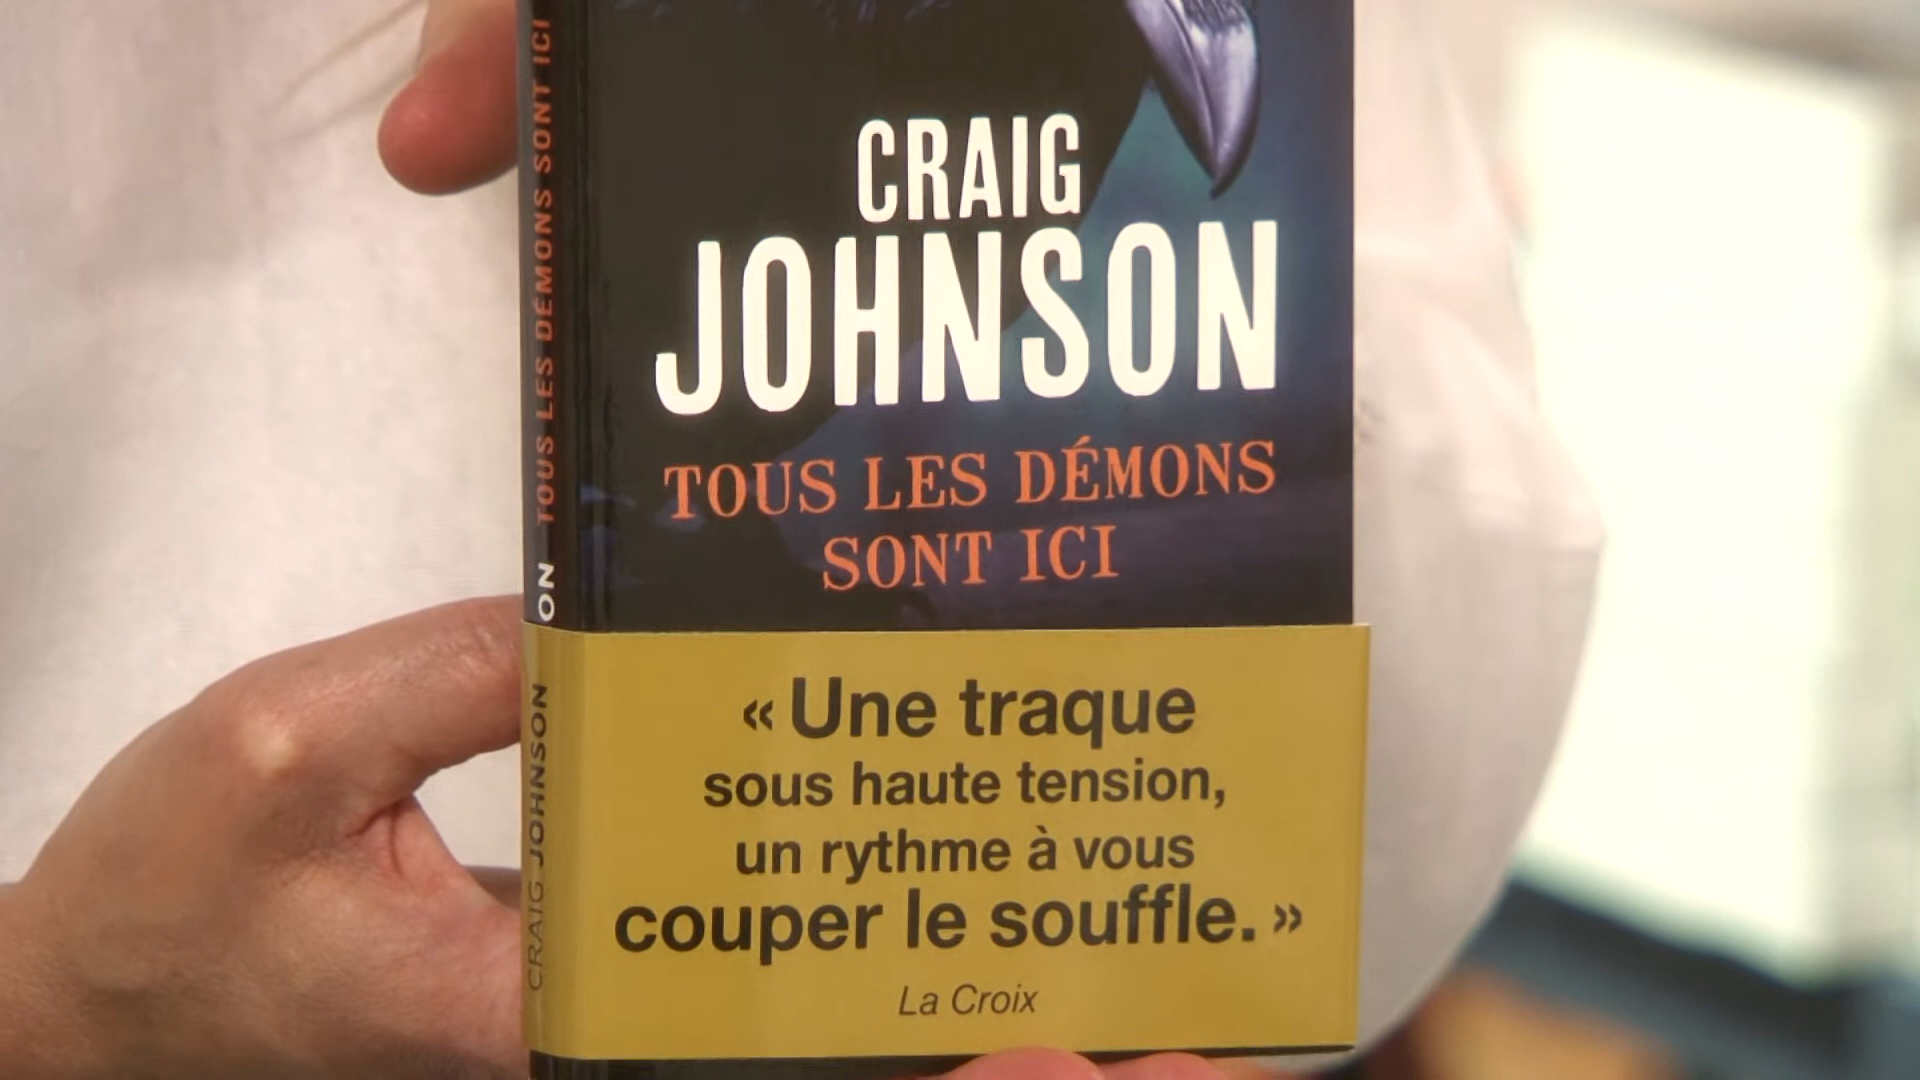 CRAIG
JOHNSON
TOUS LES DÉMONS
SONT ICI
« Une traque
sous haute tension,
un rythme à vous
couper le souffle. »
La Croix
CRAIG JOHNSON
ON TOUS LES DÉMONS SONT ICI